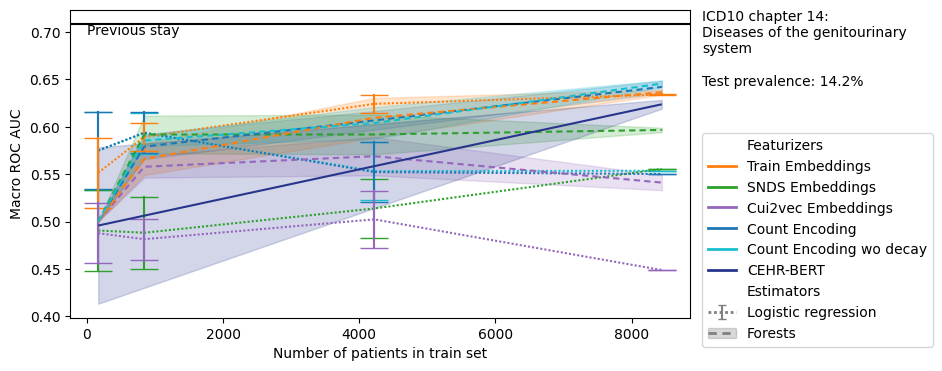 0.70
0.65
0.60
0.55
0.50
0.45
0.40
Macro ROC AUC
Previous stay
0
2000
4000
6000
8000
Number of patients in train set
ICD10 chapter 14:
Diseases of the genitourinary
system
Test prevalence: 14.2%
Featurizers
Train Embeddings
SNDS Embeddings
Cui2vec Embeddings
Count Encoding
Count Encoding wo decay
CEHR-BERT
Estimators
Logistic regression
Forests